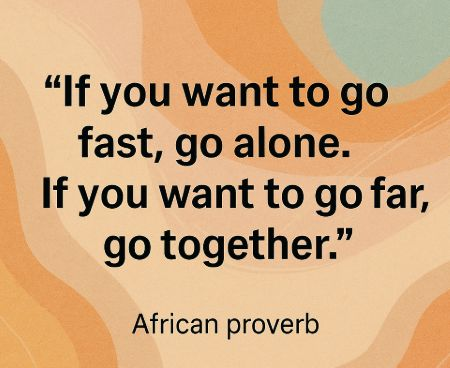 “If you want to go
fast, go alone.
If you want to go far,
go together.”
African proverb